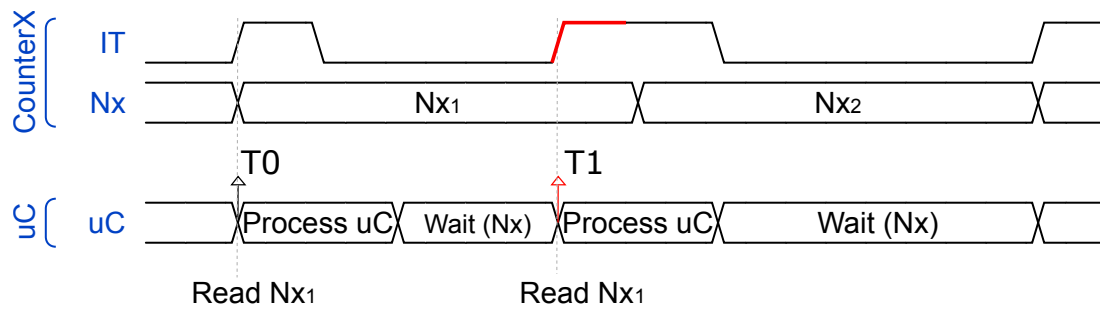 CounterX
IT
Nx
Nx1
Nx2
T0
T1
uC
uC
Process uC
Wait (Nx)
Process uC
Wait (Nx)
Read Nx1
Read Nx1